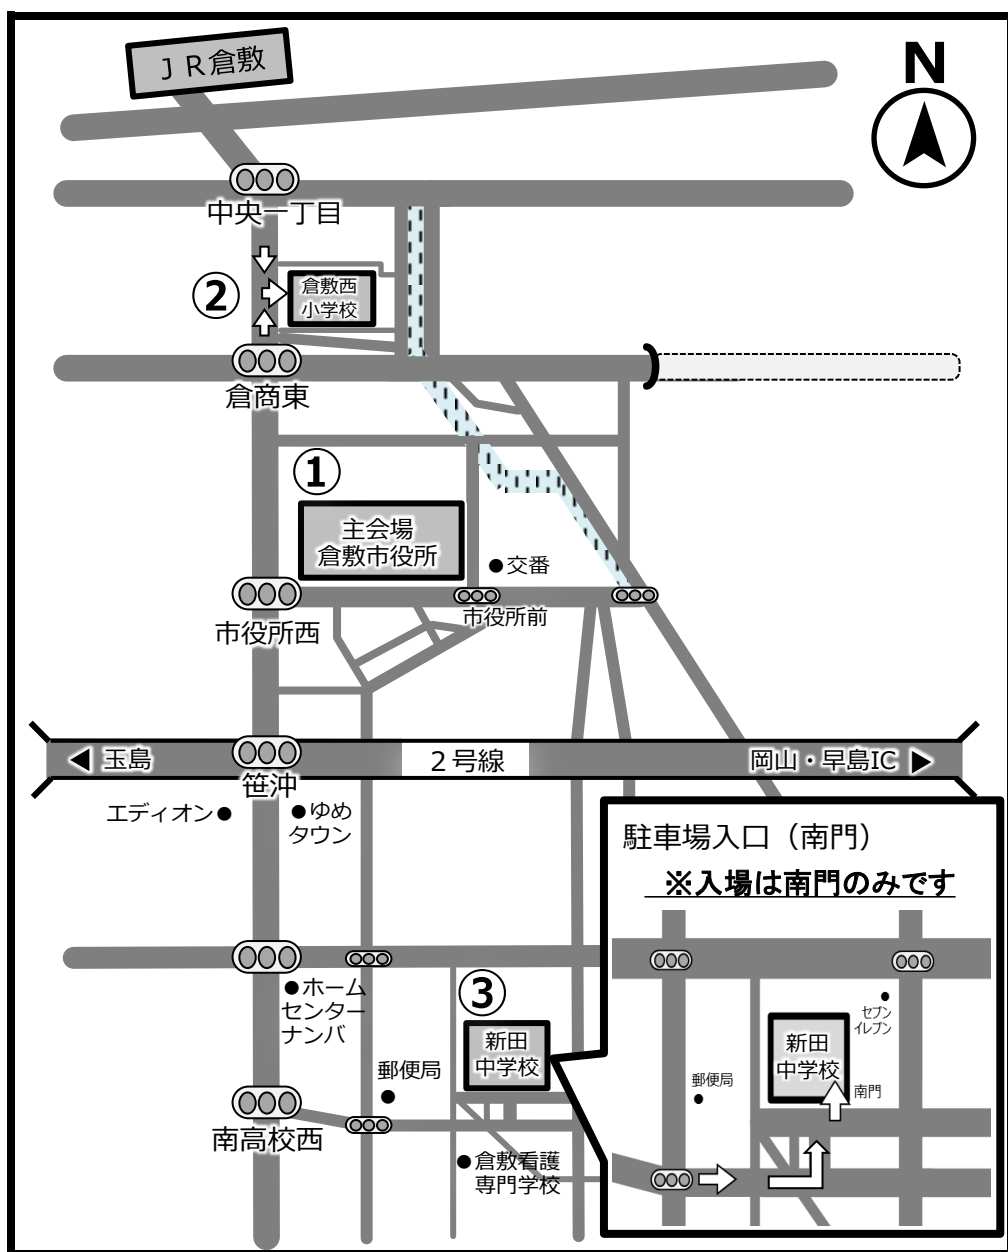 ＪＲ倉敷
N
中央一丁目
②
倉敷西
小学校
倉商東
①
主会場
倉敷市役所
●交番
市役所西
市役所前
◀ 玉島
２号線
岡山・早島IC ▶
笹沖
エディオン●
●ゆめ
タウン
●ホーム
センター
ナンバ
③
新田
中学校
郵便局
南高校西
●倉敷看護
専門学校
駐車場入口（南門）
※入場は南門のみです
セブン
イレブン
新田
中学校
郵便局
南門